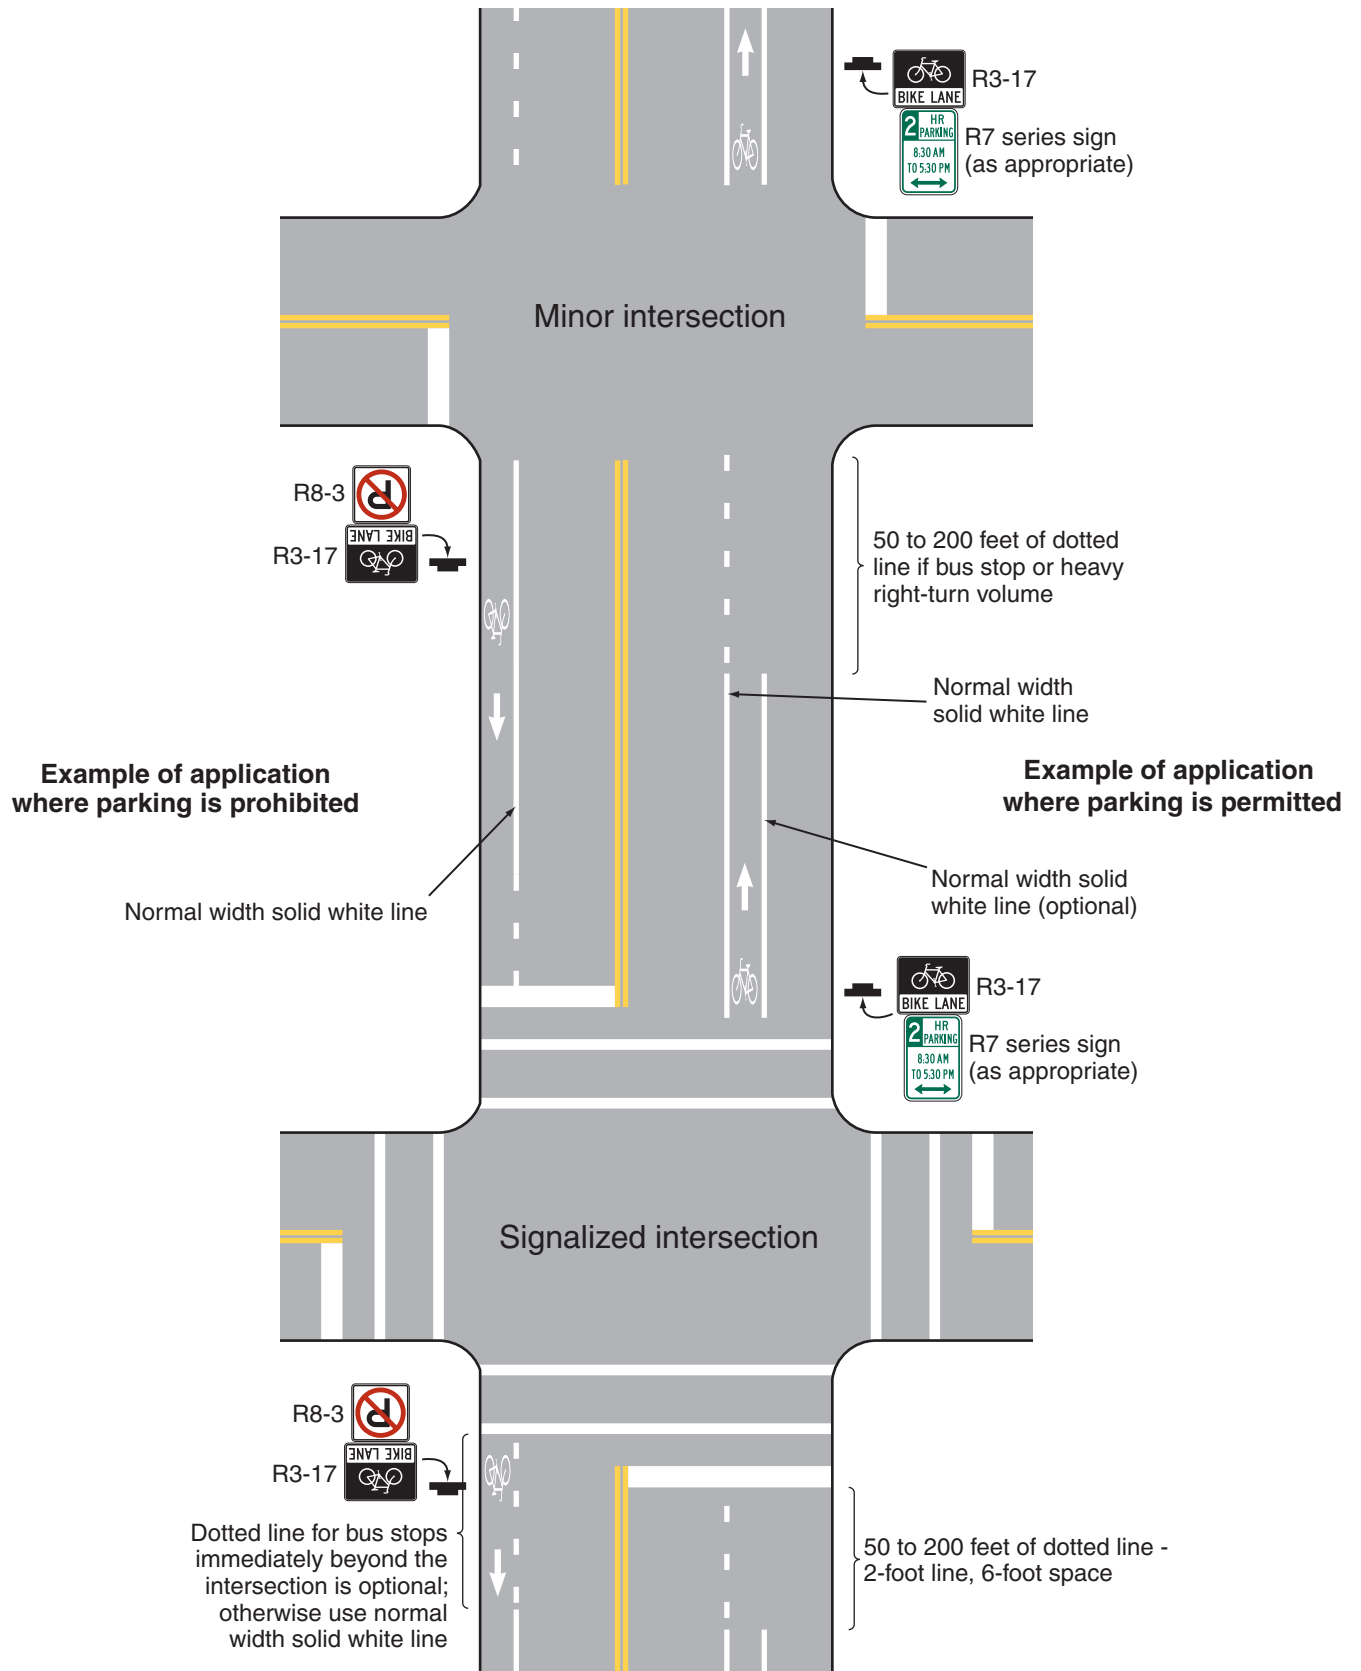 BIKE LANE
R3-17
2 HR
PARKING
8:30 AM
TO 5:30 PM
R7 series sign
(as appropriate)
Minor intersection
R8-3
P
BIKE LANE
R3-17
50 to 200 feet of dotted
line if bus stop or heavy
right-turn volume
Normal width
solid white line
Example of application
where parking is prohibited
Example of application
where parking is permitted
Normal width solid white line
Normal width solid
white line (optional)
BIKE LANE
R3-17
2 HR
PARKING
8:30 AM
TO 5:30 PM
R7 series sign
(as appropriate)
Signalized intersection
R8-3
P
BIKE LANE
R3-17
Dotted line for bus stops
immediately beyond the
intersection is optional;
otherwise use normal
width solid white line
50 to 200 feet of dotted line -
2-foot line, 6-foot space